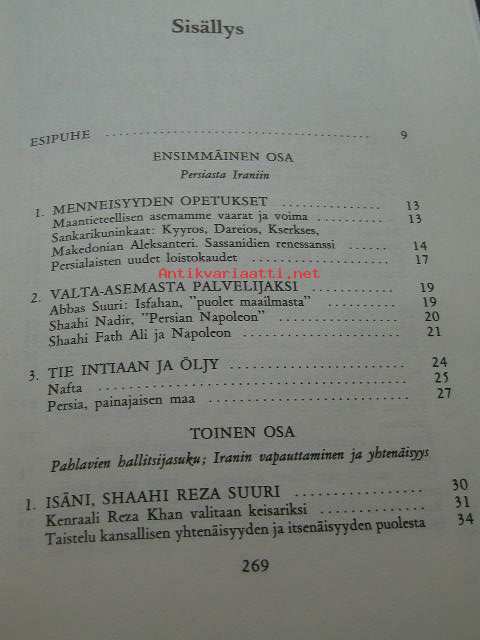 Sisällys
ESIPUHE .......................................... 9
ENSIMMÄINEN OSA
Persiasta Iraniin
1. MENNEISYYDEN OPETUKSET .................. 13
Maantieteellisen asemamme vaarat ja voima .............. 13
Sankarikuninkaat: Kyyros, Dareios, Kserkses,
Makedonian Aleksanteri. Sassanidien renessanssi ........ 14
Persialaisten uudet loistokaudet .......................... 17
Antikvariaatti.net
2. VALTA-ASEMASTA PALVELIJAKSI .............. 19
Abbas Suuri: Isfahan, "puolet maailmasta" .............. 19
Shaahi Nadir, "Persian Napoleon" ...................... 20
Shaahi Fath Ali ja Napoleon ............................ 21
3. TIE INTIAAN JA ÖLJY .......................... 24
Nafta .................................................. 25
Persia, painajaisen maa ................................ 27
TOINEN OSA
Pahlavien hallitsijasuku; Iranin vapauttaminen ja yhtenäisyys
1. ISÄNI, SHAAHI REZA SUURI .................. 30
Kenraali Reza Khan valitaan keisariksi .............. 31
Taistelu kansallisen yhtenäisyyden ja itsenäisyyden puolesta 34
269